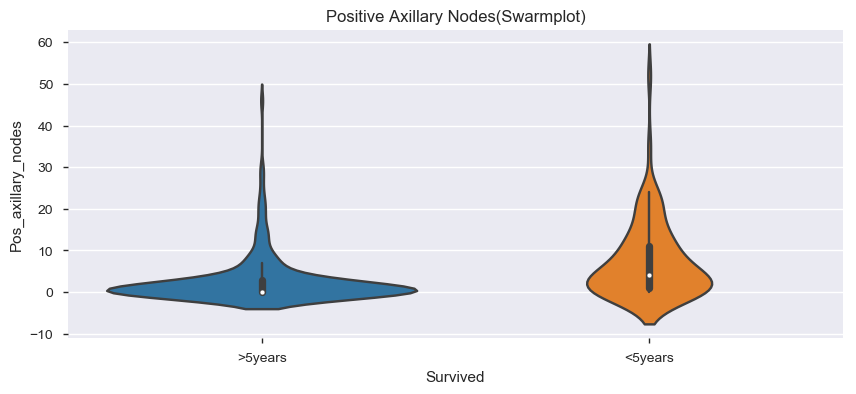 Positive Axillary Nodes(Swarmplot)
Pos_axillary_nodes
60
50
40
30
20
10
0
−10
>5years
<5years
Survived